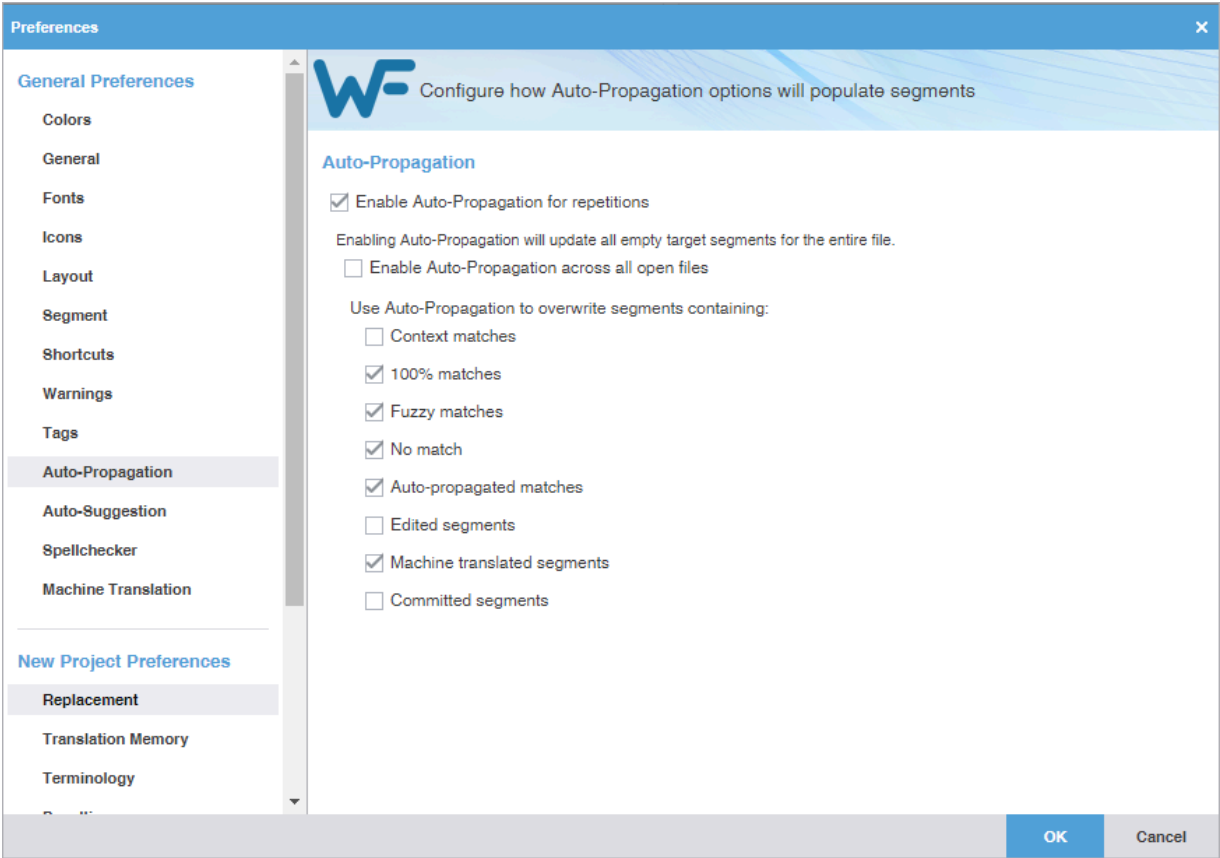 Preferences
General Preferences
Colors
General
Fonts
Icons
Layout
Segment
Shortcuts
Warnings
Tags
Auto-Propagation
Auto-Suggestion
Spellchecker
Machine Translation
New Project Preferences
Replacement
Translation Memory
Terminology
WF
Configure how Auto-Propagation options will populate segments
Auto-Propagation
Enable Auto-Propagation for repetitions
Enabling Auto-Propagation will update all empty target segments for the entire file.
Enable Auto-Propagation across all open files
Use Auto-Propagation to overwrite segments containing:
Context matches
100% matches
Fuzzy matches
No match
Auto-propagated matches
Edited segments
Machine translated segments
Committed segments
OK
Cancel